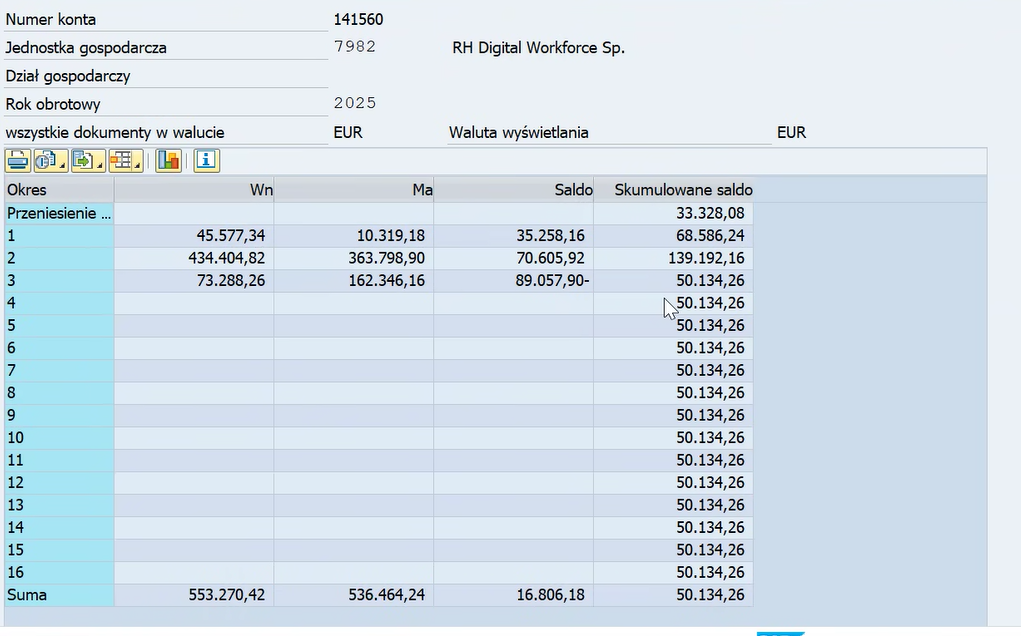 Numer konta 141560
Jednostka gospodarcza 7982 RH Digital Workforce Sp.
Dział gospodarczy
Rok obrotowy 2025
wszystkie dokumenty w walucie EUR Waluta wyświetlania EUR
Okres Wn Ma Saldo Skumulowane saldo
Przeniesienie ... 33.328,08
1 45.577,34 10.319,18 35.258,16 68.586,24
2 434.404,82 363.798,90 70.605,92 139.192,16
3 73.288,26 162.346,16 89.057,90- 50.134,26
4 50.134,26
5 50.134,26
6 50.134,26
7 50.134,26
8 50.134,26
9 50.134,26
10 50.134,26
11 50.134,26
12 50.134,26
13 50.134,26
14 50.134,26
15 50.134,26
16 50.134,26
Suma 553.270,42 536.464,24 16.806,18 50.134,26